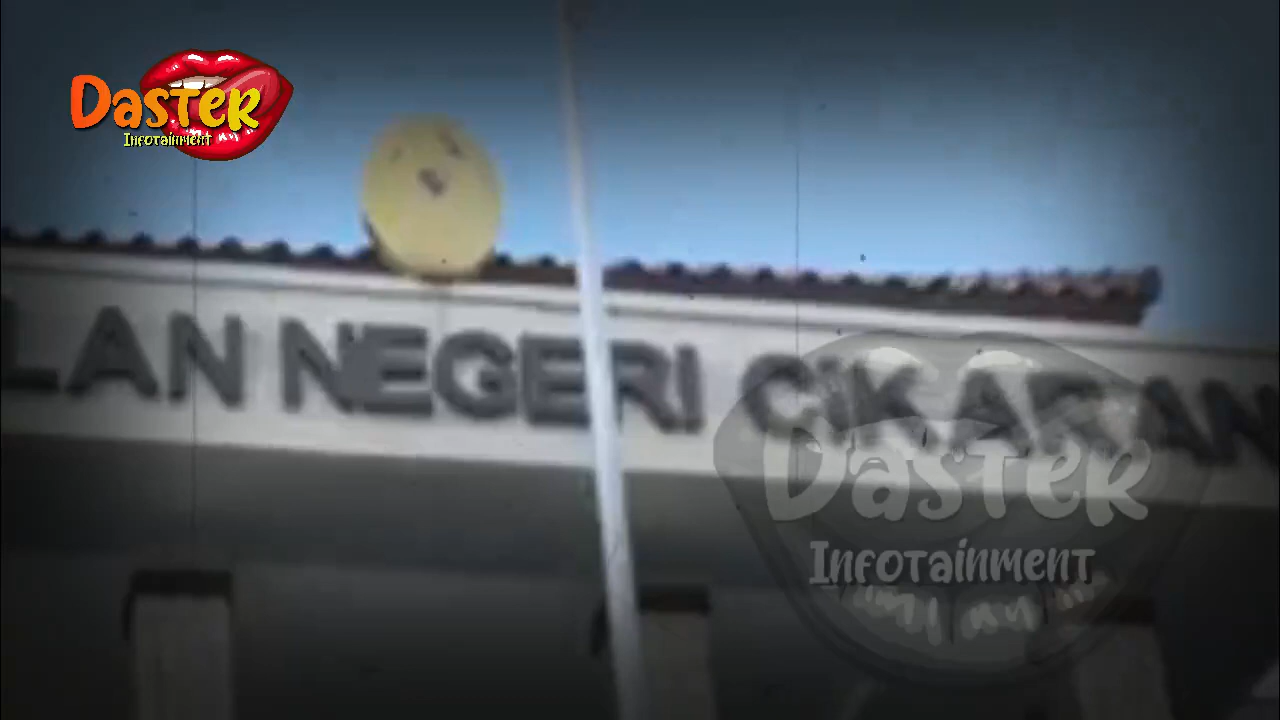 DASTER
INFOTAINMENT
LAN NEGERI CIKARAN
DASTER
INFOTAINMENT